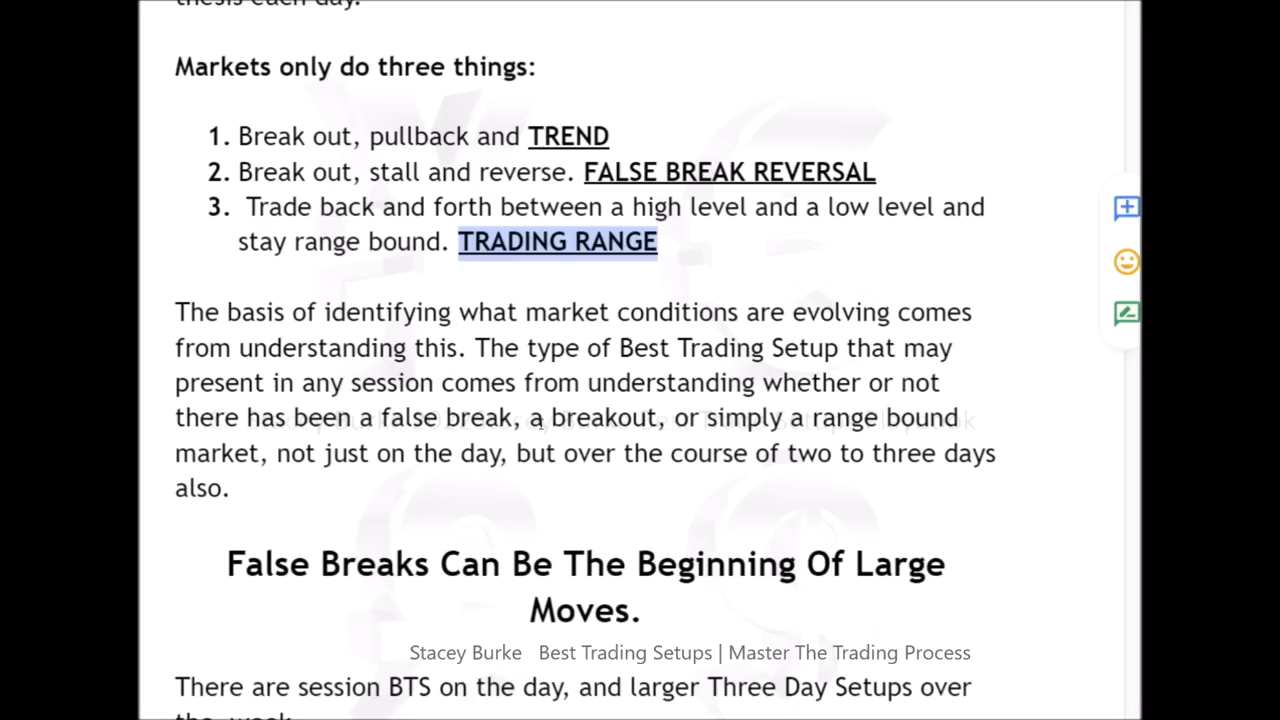 thesis each day.
Markets only do three things:
1. Break out, pullback and TREND
2. Break out, stall and reverse. FALSE BREAK REVERSAL
3. Trade back and forth between a high level and a low level and
stay range bound. TRADING RANGE
The basis of identifying what market conditions are evolving comes
from understanding this. The type of Best Trading Setup that may
present in any session comes from understanding whether or not
there has been a false break, a breakout, or simply a range bound
market, not just on the day, but over the course of two to three days
also.
False Breaks Can Be The Beginning Of Large
Moves.
Stacey Burke Best Trading Setups | Master The Trading Process
There are session BTS on the day, and larger Three Day Setups over
the week